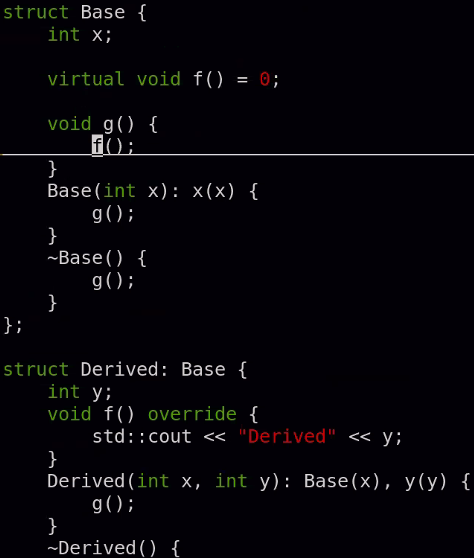 struct Base {
    int x;

    virtual void f() = 0;

    void g() {
        f();
    }
    Base(int x): x(x) {
        g();
    }
    ~Base() {
        g();
    }
};

struct Derived: Base {
    int y;
    void f() override {
        std::cout << "Derived" << y;
    }
    Derived(int x, int y): Base(x), y(y) {
        g();
    }
    ~Derived() {